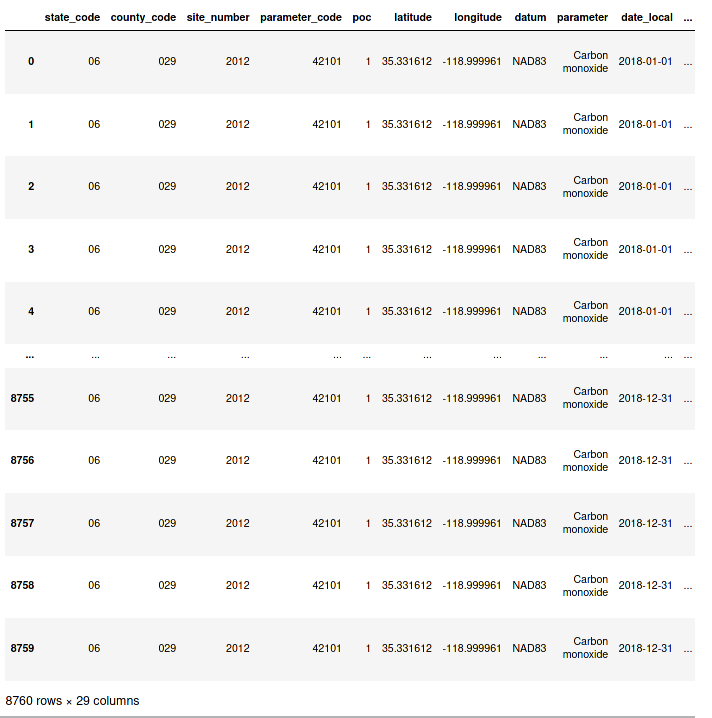 state_code county_code site_number parameter_code poc latitude longitude datum parameter date_local ...
0 06 029 2012 42101 1 35.331612 -118.999961 NAD83 Carbon monoxide 2018-01-01 ...
1 06 029 2012 42101 1 35.331612 -118.999961 NAD83 Carbon monoxide 2018-01-01 ...
2 06 029 2012 42101 1 35.331612 -118.999961 NAD83 Carbon monoxide 2018-01-01 ...
3 06 029 2012 42101 1 35.331612 -118.999961 NAD83 Carbon monoxide 2018-01-01 ...
4 06 029 2012 42101 1 35.331612 -118.999961 NAD83 Carbon monoxide 2018-01-01 ...
... ... ... ... ... ... ... ... ... ... ... ...
8755 06 029 2012 42101 1 35.331612 -118.999961 NAD83 Carbon monoxide 2018-12-31 ...
8756 06 029 2012 42101 1 35.331612 -118.999961 NAD83 Carbon monoxide 2018-12-31 ...
8757 06 029 2012 42101 1 35.331612 -118.999961 NAD83 Carbon monoxide 2018-12-31 ...
8758 06 029 2012 42101 1 35.331612 -118.999961 NAD83 Carbon monoxide 2018-12-31 ...
8759 06 029 2012 42101 1 35.331612 -118.999961 NAD83 Carbon monoxide 2018-12-31 ...
8760 rows × 29 columns